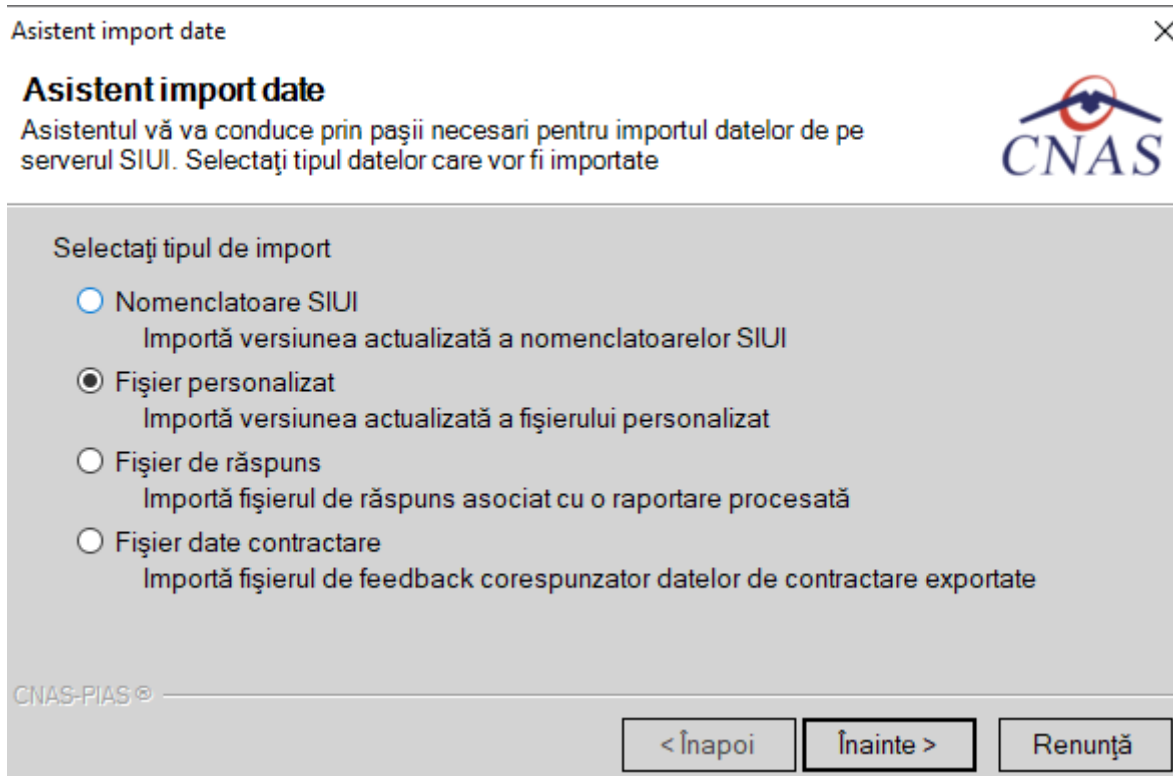 Asistent import date
Asistent import date
Asistentul vă va conduce prin paşii necesari pentru importul datelor de pe
serverul SIUI. Selectaţi tipul datelor care vor fi importate
CNAS
Selectaţi tipul de import
Nomenclatoare SIUI
Importă versiunea actualizată a nomenclatoarelor SIUI
Fişier personalizat
Importă versiunea actualizată a fişierului personalizat
Fişier de răspuns
Importă fişierul de răspuns asociat cu o raportare procesată
Fişier date contractare
Importă fişierul de feedback corespunzator datelor de contractare exportate
CNAS-PIAS ®
< Înapoi Înainte > Renunţă